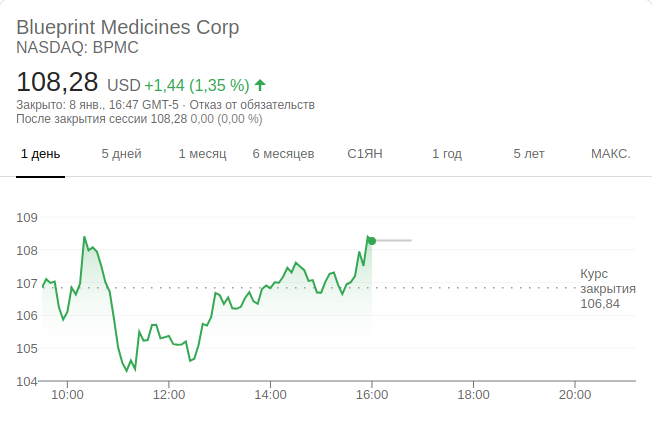 Blueprint Medicines Corp
NASDAQ: BPMC
108,28 USD +1,44 (1,35 %)
Закрыто: 8 янв., 16:47 GMT-5 · Отказ от обязательств
После закрытия сессии 108,28 0,00 (0,00 %)
1 день 5 дней 1 месяц 6 месяцев С1ЯН 1 год 5 лет МАКС.
109
108
107
106
105
104
Курс
закрытия
106,84
10:00 12:00 14:00 16:00 18:00 20:00